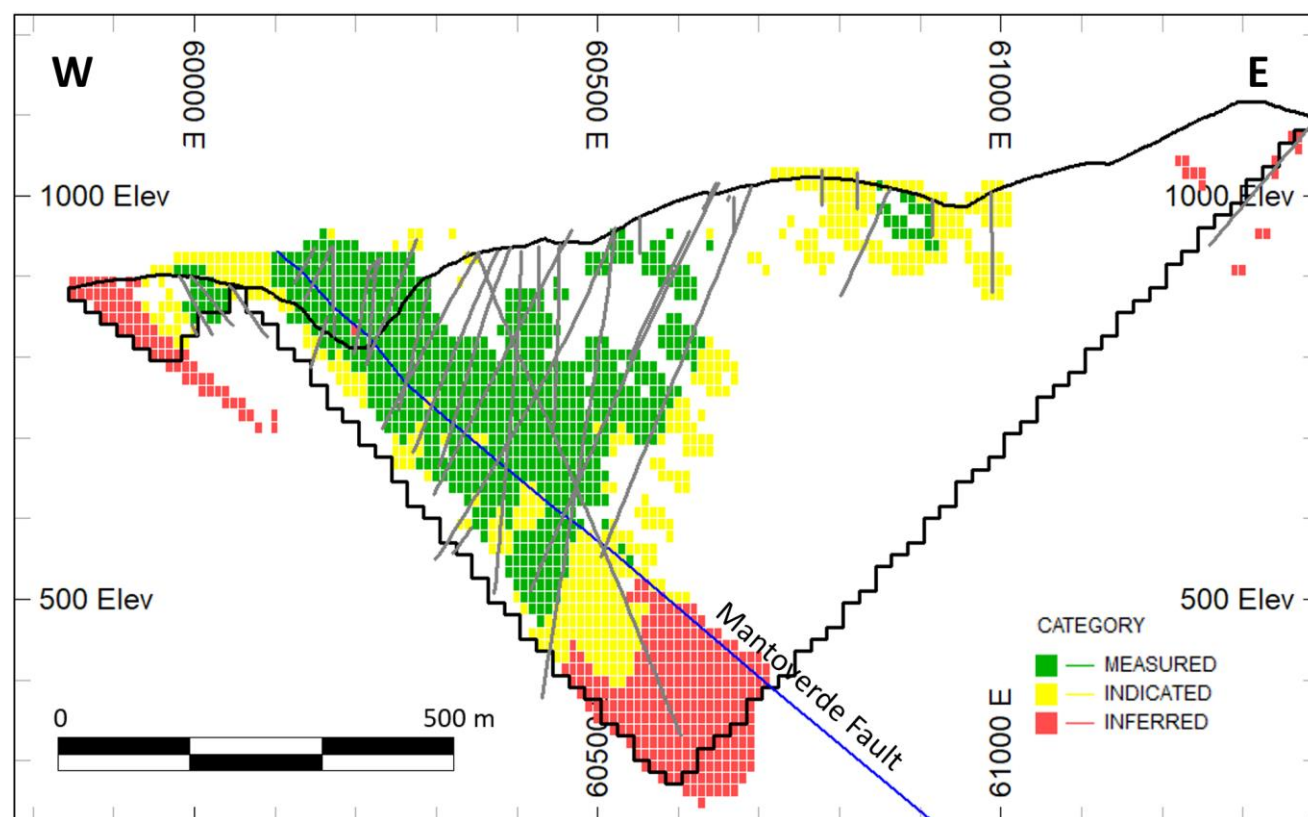 W
E
60000 E
60500 E
61000 E
1000 Elev
1000 Elev
500 Elev
500 Elev
Mantoverde Fault
CATEGORY
MEASURED
INDICATED
INFERRED
0
500 m
60500
61000 E